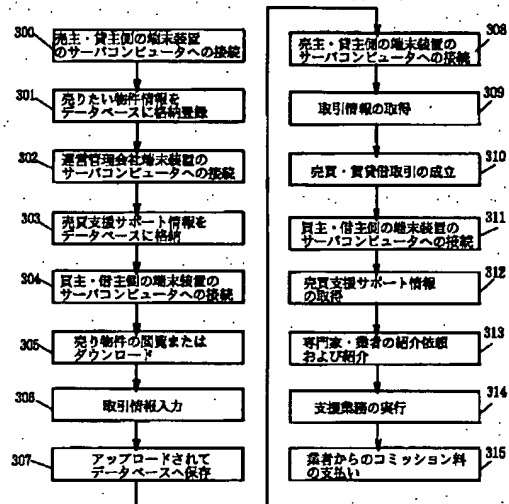 300
売主・貸主側の端末装置
のサーバコンピュータへの接続
301
売りたい物件情報を
データベースに格納登録
302
運営管理会社端末装置の
サーバコンピュータへの接続
303
売買支援サポート情報を
データベースに格納
304
買主・借主側の端末装置の
サーバコンピュータへの接続
305
売り物件の閲覧または
ダウンロード
306
取引情報入力
307
アップロードされて
データベースへ保存
308
売主・貸主側の端末装置の
サーバコンピュータへの接続
309
取引情報の取得
310
売買・賃貸借取引の成立
311
買主・借主側の端末装置の
サーバコンピュータへの接続
312
売買支援サポート情報
の取得
313
専門家・業者の紹介依頼
および紹介
314
支援業務の実行
315
業者からのコミッション料
の支払い